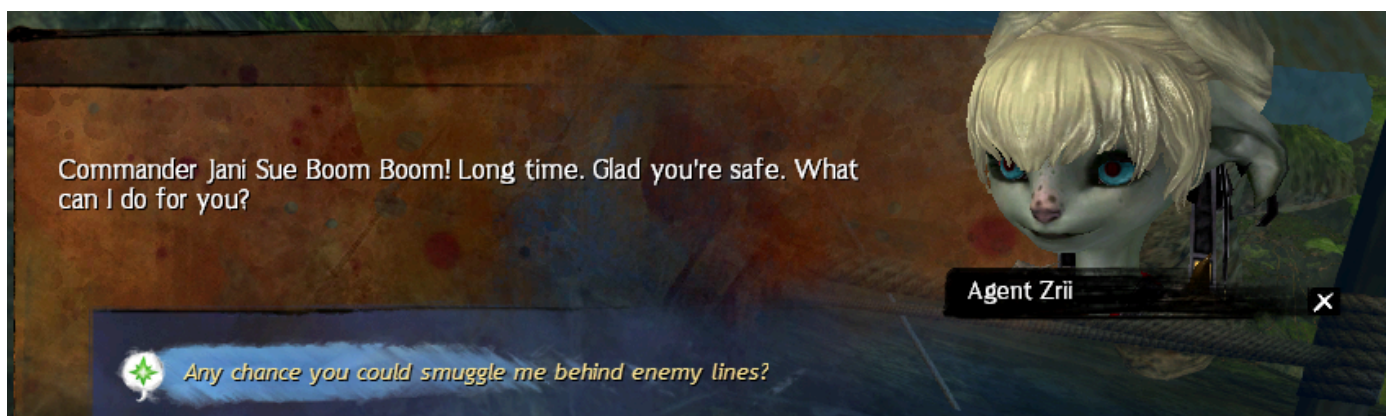 Commander Jani Sue Boom Boom! Long time. Glad you're safe. What
can I do for you?
Agent Zrii
Any chance you could smuggle me behind enemy lines?